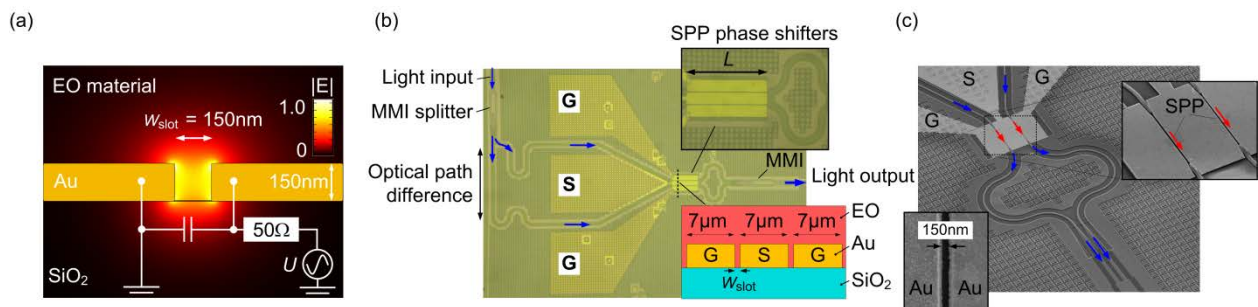 (a)
EO material
|E|
1.0
0
wslot = 150nm
Au
150nm
50Ω
U
SiO2
(b)
SPP phase shifters
L
Light input
MMI splitter
Optical path
difference
G
S
G
MMI
Light output
7μm 7μm 7μm
EO
G S G
Au
wslot
SiO2
(c)
S
G
G
SPP
150nm
Au Au